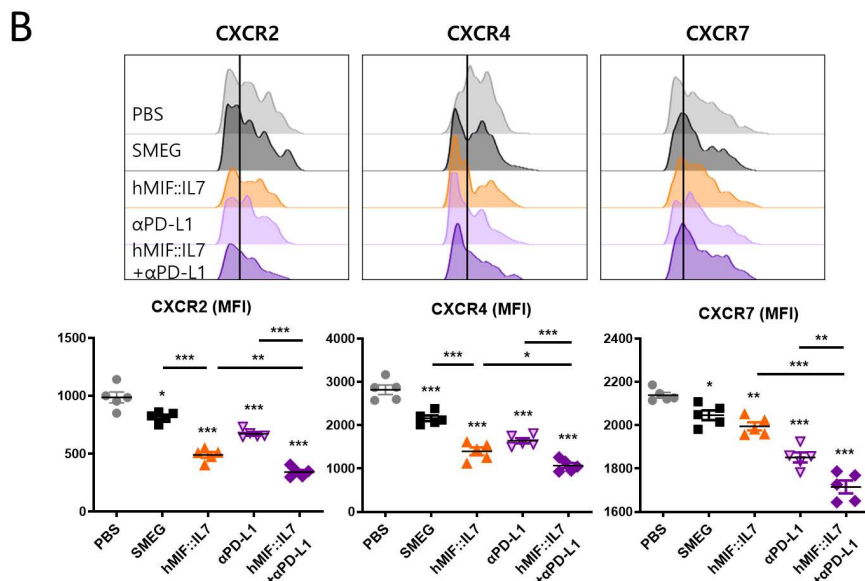 B
CXCR2 CXCR4 CXCR7
PBS
SMEG
hMIF::IL7
αPD-L1
hMIF::IL7
+αPD-L1
CXCR2 (MFI)
1500
1000
500
0
*
***
***
***
***
**
***
PBS
SMEG
hMIF::IL7
αPD-L1
hMIF::IL7
+αPD-L1
CXCR4 (MFI)
4000
3000
2000
1000
0
***
***
***
***
***
*
***
PBS
SMEG
hMIF::IL7
αPD-L1
hMIF::IL7
+αPD-L1
CXCR7 (MFI)
2400
2200
2000
1800
1600
*
**
***
***
***
**
PBS
SMEG
hMIF::IL7
αPD-L1
hMIF::IL7
+αPD-L1